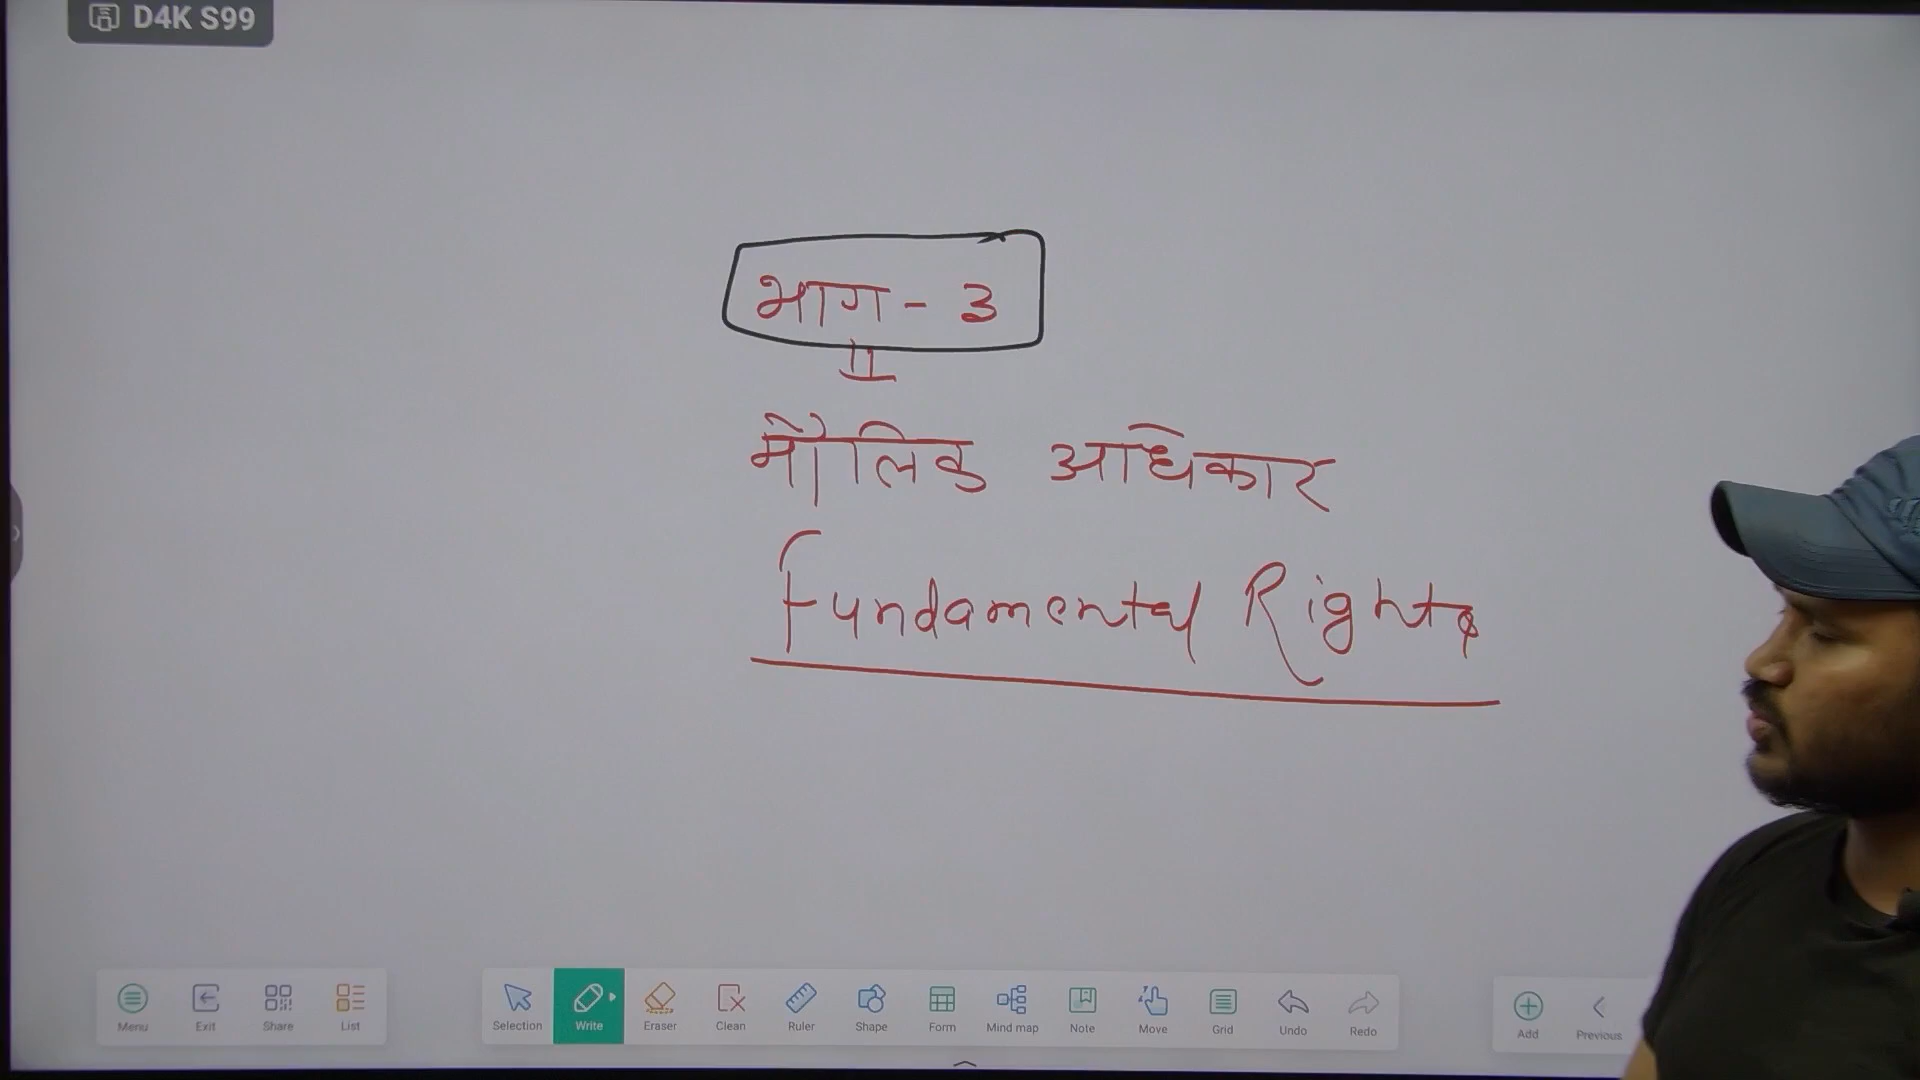 D4K S99
भाग - 3
मौलिक अधिकार
Fundamental Rights
Menu Exit Share List Selection Write Eraser Clean Ruler Shape Form Mind map Note Move Grid Undo Redo Add Previous